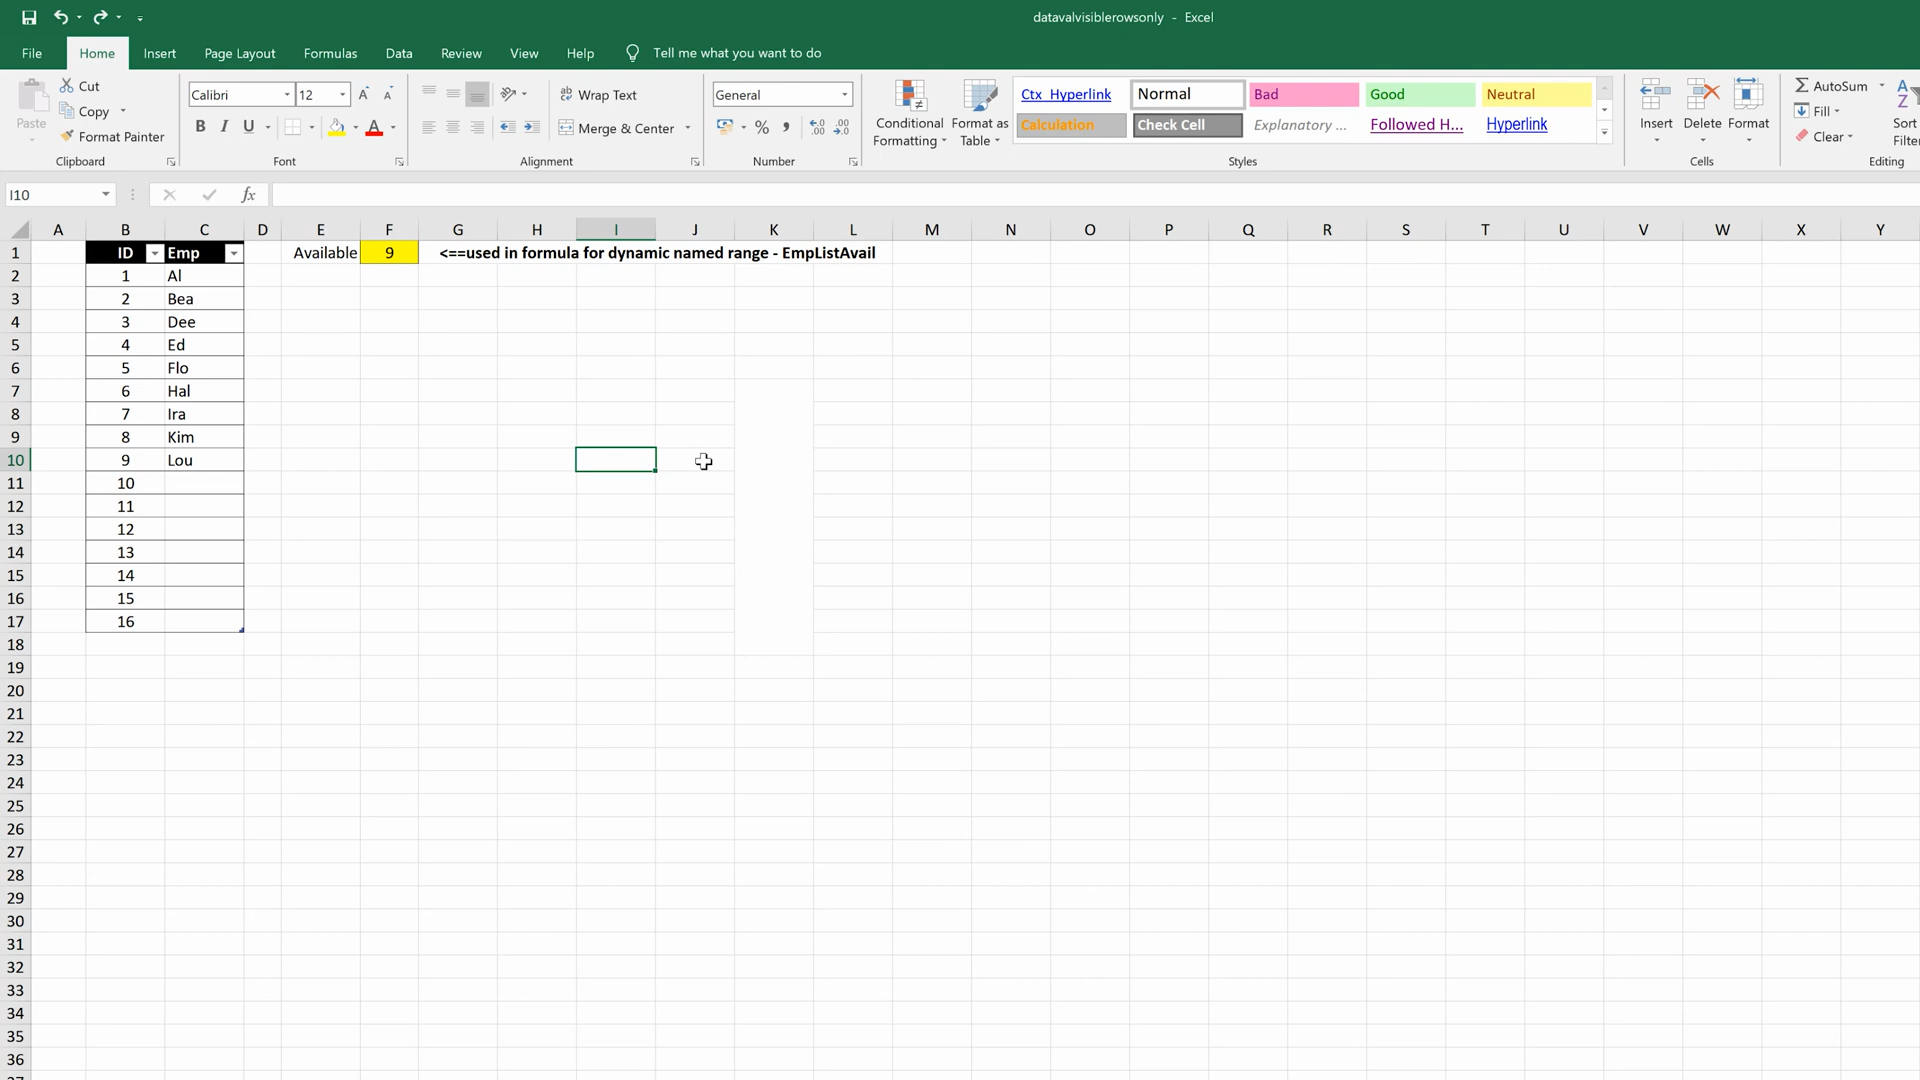 datavalvisiblerowsonly - Excel
File Home Insert Page Layout Formulas Data Review View Help Tell me what you want to do
Paste
Cut
Copy
Format Painter
Clipboard
Calibri 12
B I U
Font
Wrap Text
Merge & Center
Alignment
General
%
Number
Conditional Formatting
Format as Table
Ctx_Hyperlink Normal Bad Good Neutral
Calculation Check Cell Explanatory ... Followed H... Hyperlink
Styles
Insert Delete Format
Cells
AutoSum
Fill
Clear
Sort
Filter
Editing
I10 fx
A B C D E F G H I J K L M N O P Q R S T U V W X Y
1 ID Emp Available 9 <==used in formula for dynamic named range - EmpListAvail
2 1 Al
3 2 Bea
4 3 Dee
5 4 Ed
6 5 Flo
7 6 Hal
8 7 Ira
9 8 Kim
10 9 Lou
11 10
12 11
13 12
14 13
15 14
16 15
17 16
18
19
20
21
22
23
24
25
26
27
28
29
30
31
32
33
34
35
36